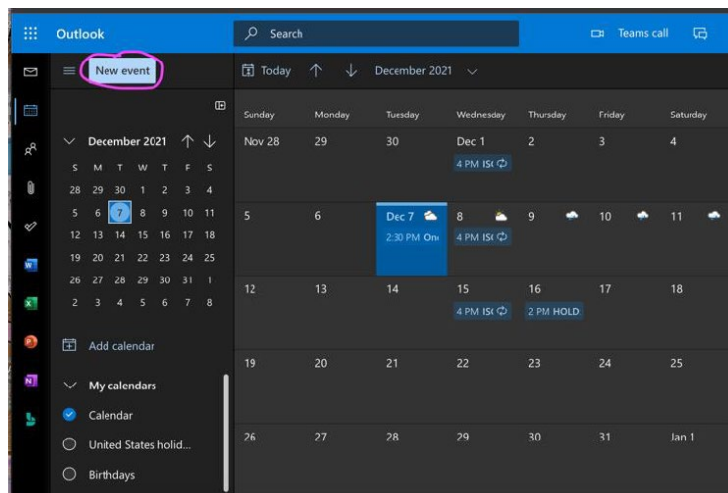 Outlook
Search
Teams call
New event
Today
December 2021
December 2021
S M T W T F S
28 29 30 1 2 3 4
5 6 7 8 9 10 11
12 13 14 15 16 17 18
19 20 21 22 23 24 25
26 27 28 29 30 31 1
2 3 4 5 6 7 8
Add calendar
My calendars
Calendar
United States holid...
Birthdays
Sunday Monday Tuesday Wednesday Thursday Friday Saturday
Nov 28 29 30 Dec 1 2 3 4
4 PM IS(
5 6 Dec 7 8 9 10 11
2:30 PM On 4 PM IS(
12 13 14 15 16 17 18
4 PM IS( 2 PM HOLD
19 20 21 22 23 24 25
26 27 28 29 30 31 Jan 1